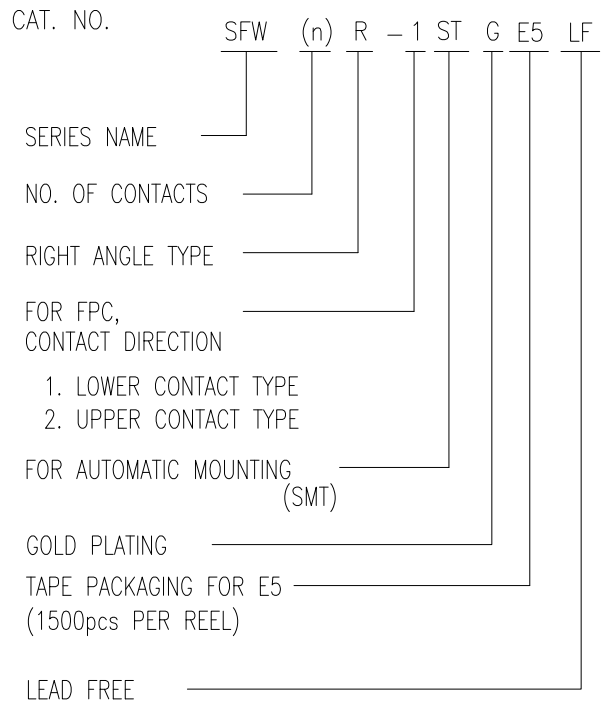 CAT. NO.
SFW (n) R - 1 ST G E5 LF
SERIES NAME
NO. OF CONTACTS
RIGHT ANGLE TYPE
FOR FPC,
CONTACT DIRECTION
1. LOWER CONTACT TYPE
2. UPPER CONTACT TYPE
FOR AUTOMATIC MOUNTING
(SMT)
GOLD PLATING
TAPE PACKAGING FOR E5
(1500pcs PER REEL)
LEAD FREE